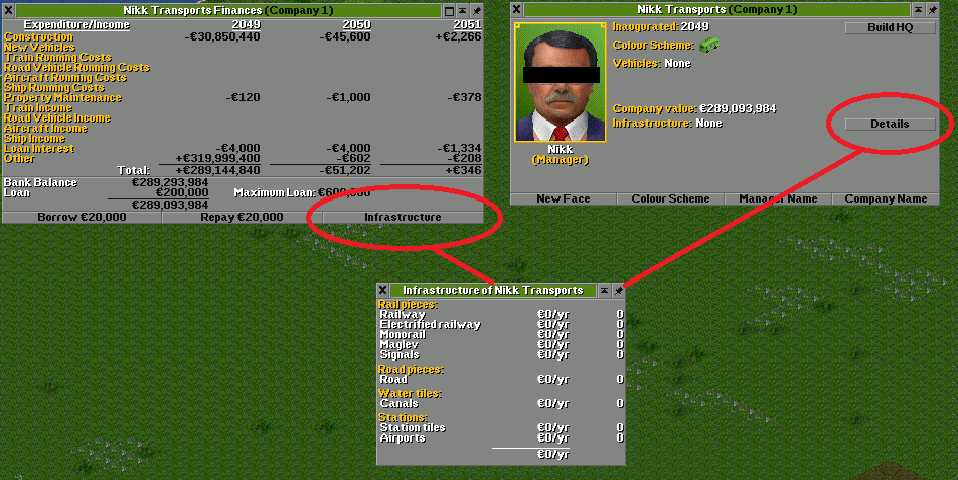 Nikk Transports Finances (Company 1)
Expenditure/Income 2049 2050 2051
Construction -€30,850,440 -€45,600 +€2,266
New Vehicles
Train Running Costs
Road Vehicle Running Costs
Aircraft Running Costs
Ship Running Costs
Property Maintenance -€120 -€1,000 -€378
Train Income
Road Vehicle Income
Aircraft Income
Ship Income
Loan Interest -€4,000 -€4,000 -€1,334
Other +€319,999,400 -€602 -€208
Total: +€289,144,840 -€51,202 +€346
Bank Balance €289,293,984
Loan €200,000 Maximum Loan: €600,000
€289,093,984
Borrow €20,000 Repay €20,000 Infrastructure
Nikk Transports (Company 1)
Inaugurated: 2049 Build HQ
Colour Scheme:
Vehicles: None
Company value: €289,093,984
Infrastructure: None Details
Nikk
(Manager)
New Face Colour Scheme Manager Name Company Name
Infrastructure of Nikk Transports
Rail pieces:
Railway €0/yr 0
Electrified railway €0/yr 0
Monorail €0/yr 0
Maglev €0/yr 0
Signals €0/yr 0
Road pieces:
Road €0/yr 0
Water tiles:
Canals €0/yr 0
Stations:
Station tiles €0/yr 0
Airports €0/yr 0
€0/yr